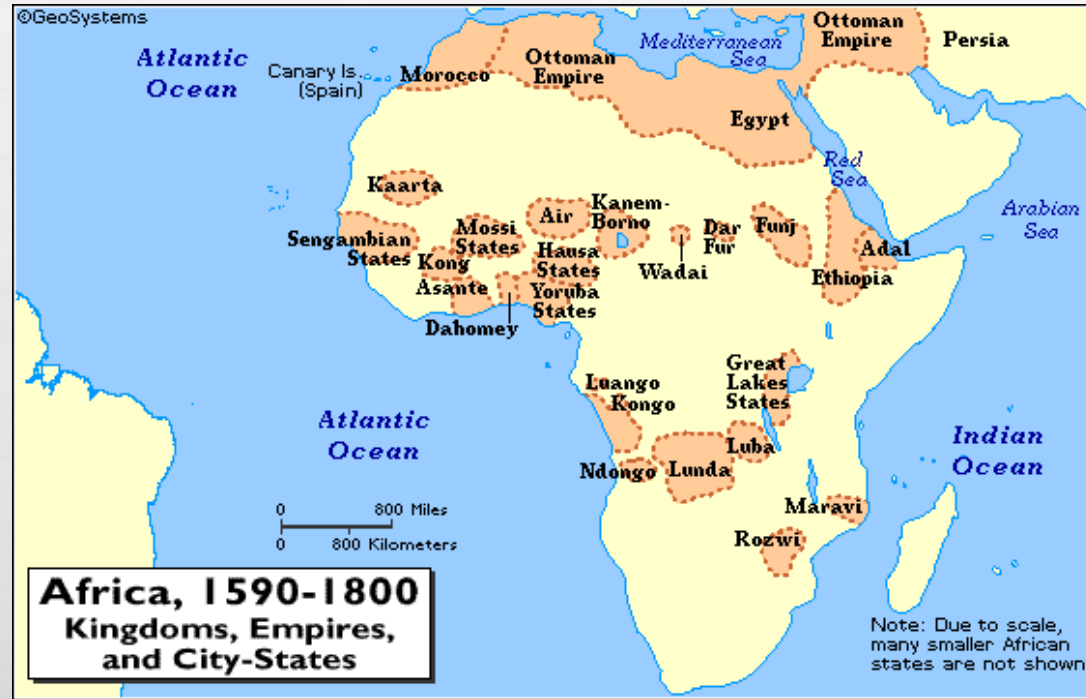 ©GeoSystems
Atlantic
Ocean
Canary Is.
(Spain)
Morocco
Ottoman
Empire
Mediterranean
Sea
Ottoman
Empire
Persia
Egypt
Red
Sea
Arabian
Sea
Kaarta
Sengambian
States
Mossi
States
Kong
Asante
Dahomey
Air
Hausa
States
Yoruba
States
Kanem-
Borno
Wadai
Dar
Fur
Funj
Adal
Ethiopia
Great
Lakes
States
Luango
Kongo
Ndongo
Lunda
Luba
Maravi
Rozwi
Atlantic
Ocean
Indian
Ocean
0 800 Miles
0 800 Kilometers
Africa, 1590-1800
Kingdoms, Empires,
and City-States
Note: Due to scale,
many smaller African
states are not shown